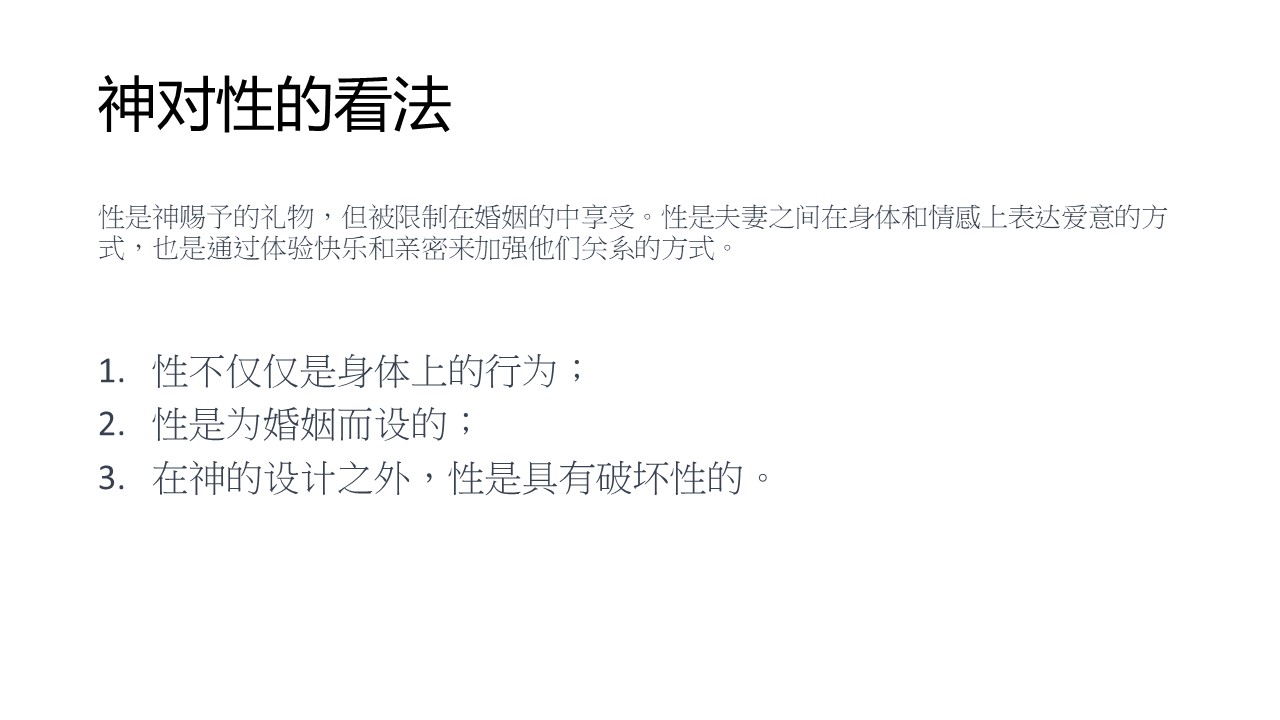 神对性的看法
性是神赐予的礼物，但被限制在婚姻的中享受。性是夫妻之间在身体和情感上表达爱意的方
式，也是通过体验快乐和亲密来加强他们关系的方式。
1. 性不仅仅是身体上的行为；
2. 性是为婚姻而设的；
3. 在神的设计之外，性是具有破坏性的。